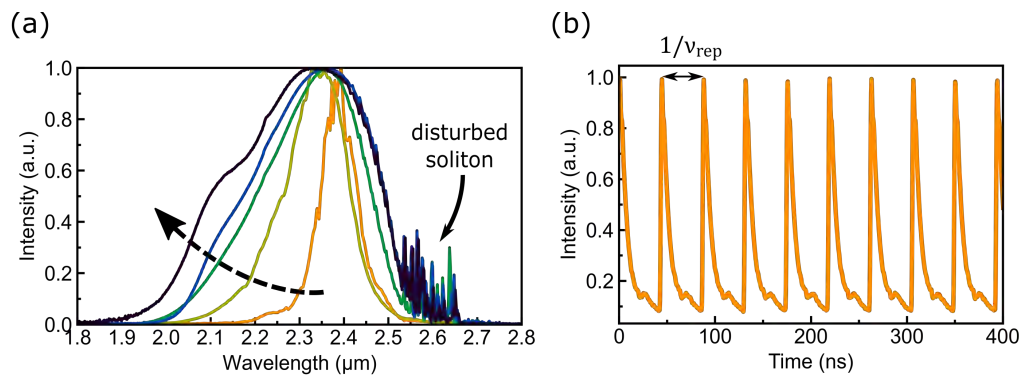 (a)
1.0
0.8
0.6
0.4
0.2
0.0
Intensity (a.u.)
disturbed
soliton
1.8 1.9 2.0 2.1 2.2 2.3 2.4 2.5 2.6 2.7 2.8
Wavelength (µm)
(b)
1/νrep
1.0
0.8
0.6
0.4
0.2
Intensity (a.u.)
0 100 200 300 400
Time (ns)